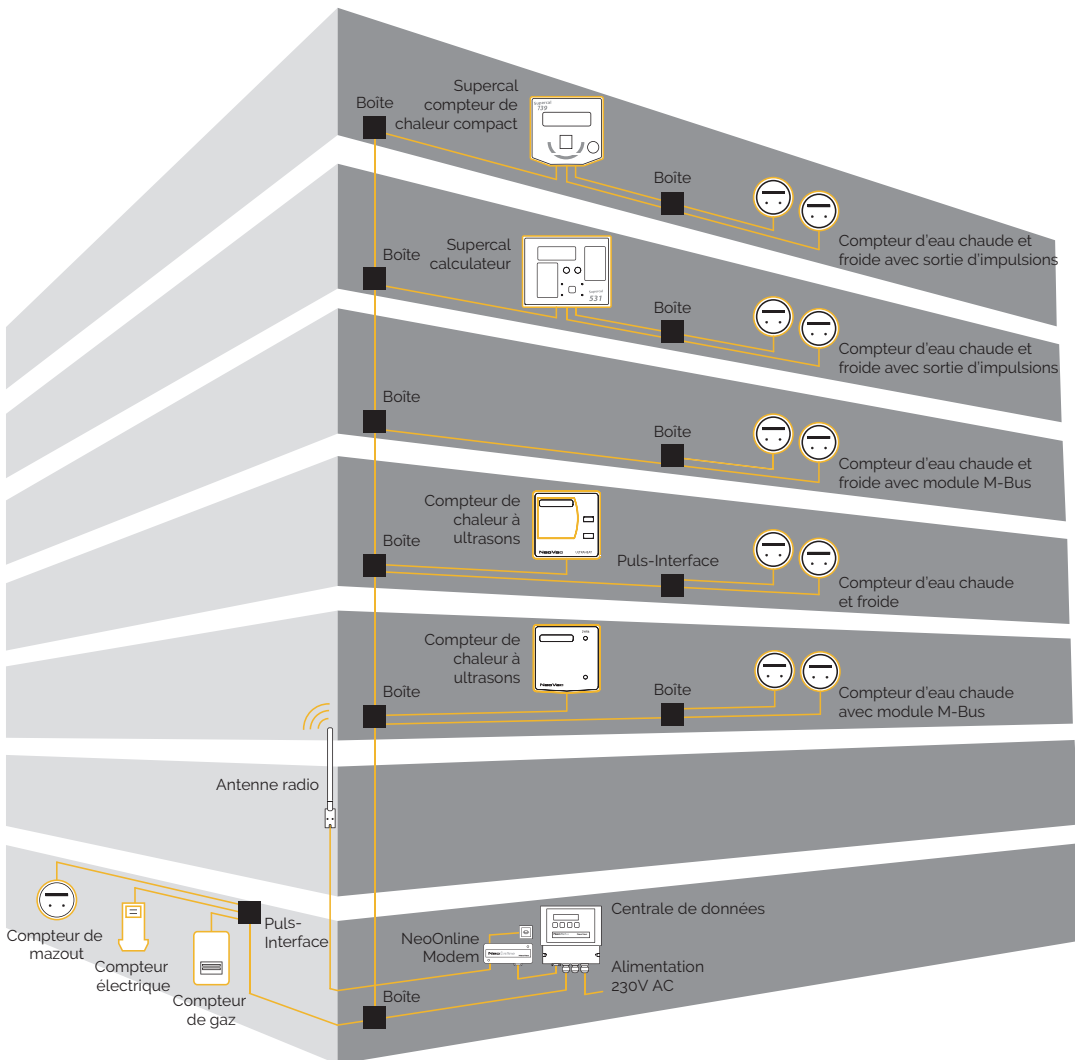 Supercal
compteur de
chaleur compact
Boîte
Supercal
739
Boîte
Compteur d'eau chaude et
froide avec sortie d'impulsions
Supercal
calculateur
Boîte
Supercal
531
Boîte
Compteur d'eau chaude et
froide avec sortie d'impulsions
Boîte
Boîte
Compteur d'eau chaude et
froide avec module M-Bus
Compteur de
chaleur à
ultrasons
Boîte
NeoVac
Puls-Interface
Compteur d'eau chaude
et froide
Compteur de
chaleur à
ultrasons
Boîte
NeoVac
Boîte
Compteur d'eau chaude
avec module M-Bus
Antenne radio
Compteur de
mazout
Compteur
électrique
Compteur
de gaz
Puls-
Interface
NeoOnline
Modem
Centrale de données
Alimentation
230V AC
Boîte